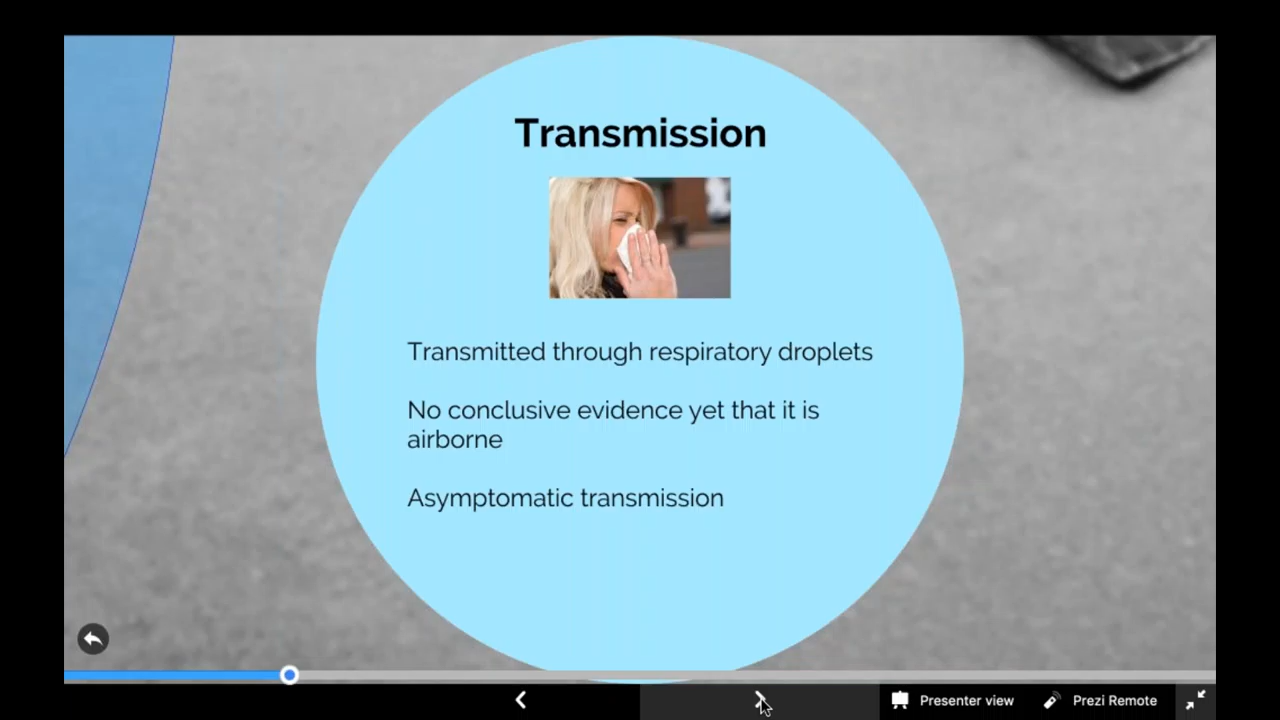 Transmission
Transmitted through respiratory droplets
No conclusive evidence yet that it is
airborne
Asymptomatic transmission
Presenter view
Prezi Remote